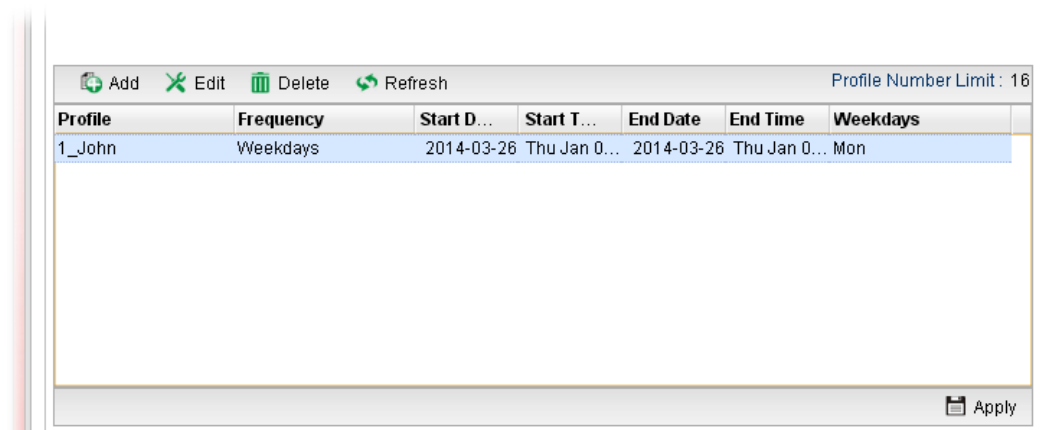 Add Edit Delete Refresh Profile Number Limit : 16
Profile Frequency Start D... Start T... End Date End Time Weekdays
1_John Weekdays 2014-03-26 Thu Jan 0... 2014-03-26 Thu Jan 0... Mon
Apply